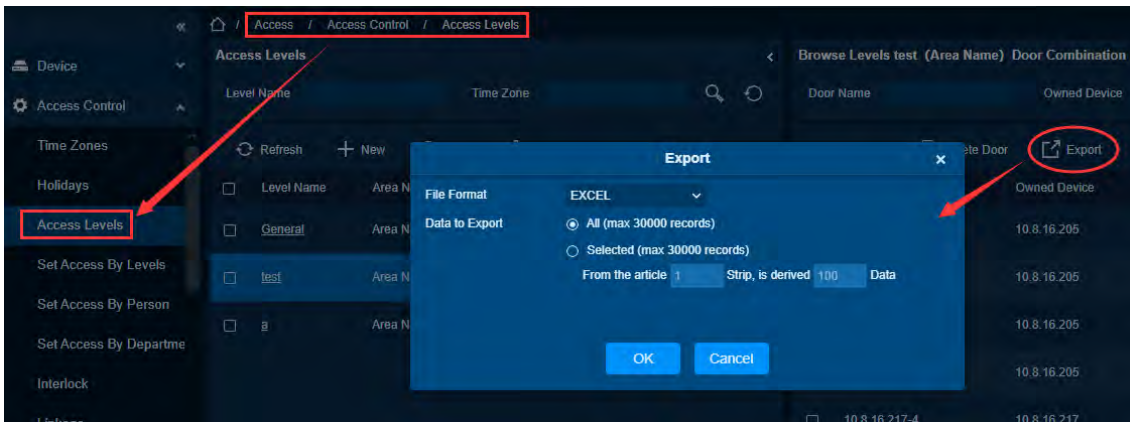 «
/ Access / Access Control / Access Levels
Device
Access Control
Time Zones
Holidays
Access Levels
Set Access By Levels
Set Access By Person
Set Access By Departme
Interlock
Access Levels
Level Name Time Zone
Refresh New
Level Name Area N
General Area N
test Area N
a Area N
Browse Levels test (Area Name) Door Combination
Door Name Owned Device
ete Door Export
Owned Device
10.8.16.205
10.8.16.205
10.8.16.205
10.8.16.205
10.8.16.217-4 10.8.16.217
Export ×
File Format EXCEL
Data to Export All (max 30000 records)
Selected (max 30000 records)
From the article 1 Strip, is derived 100 Data
OK Cancel